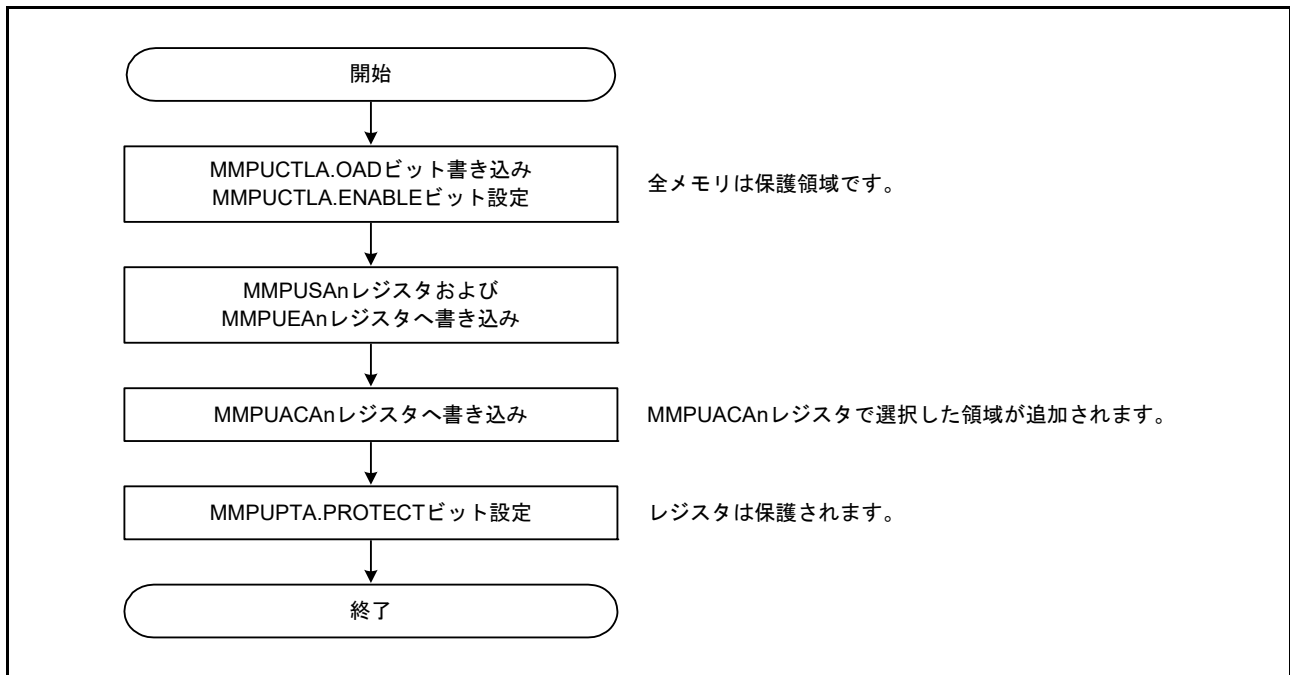 開始
MMPUCTLA.OADビット書き込み
MMPUCTLA.ENABLEビット設定
全メモリは保護領域です。
MMPUSAnレジスタおよび
MMPUEAnレジスタへ書き込み
MMPUACAnレジスタへ書き込み
MMPUACAnレジスタで選択した領域が追加されます。
MMPUPTA.PROTECTビット設定
レジスタは保護されます。
終了